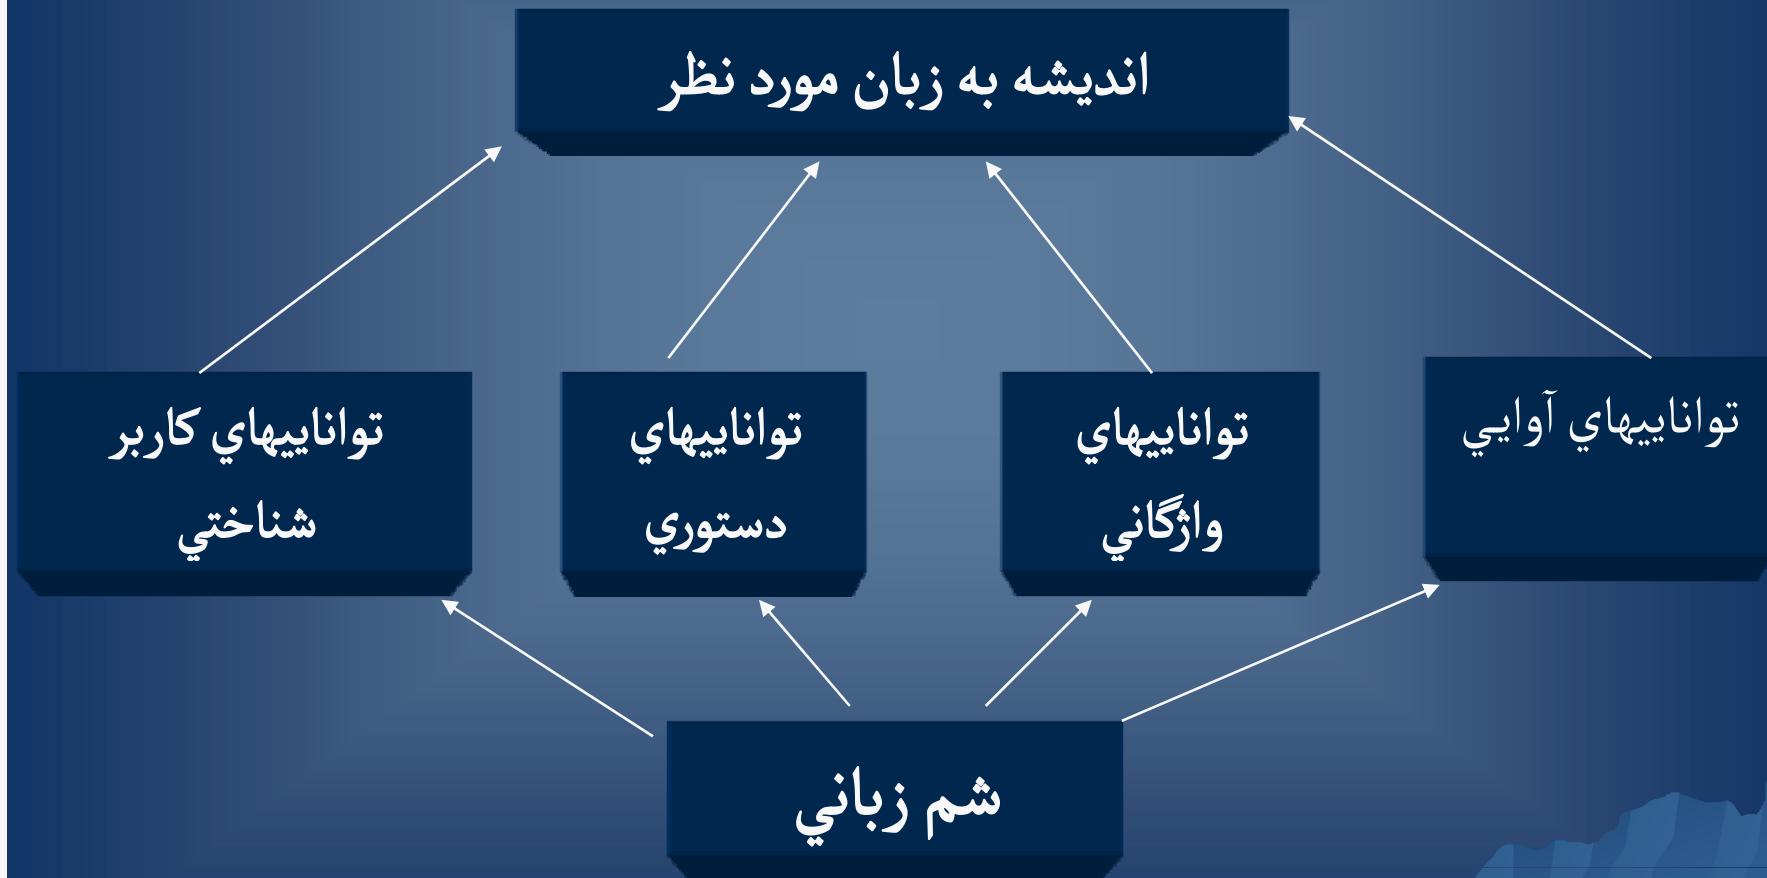 انديشه به زبان مورد نظر
تواناييهاي آوايي
تواناييهاي
واژگاني
تواناييهاي
دستوري
تواناييهاي كاربر
شناختي
شم زباني